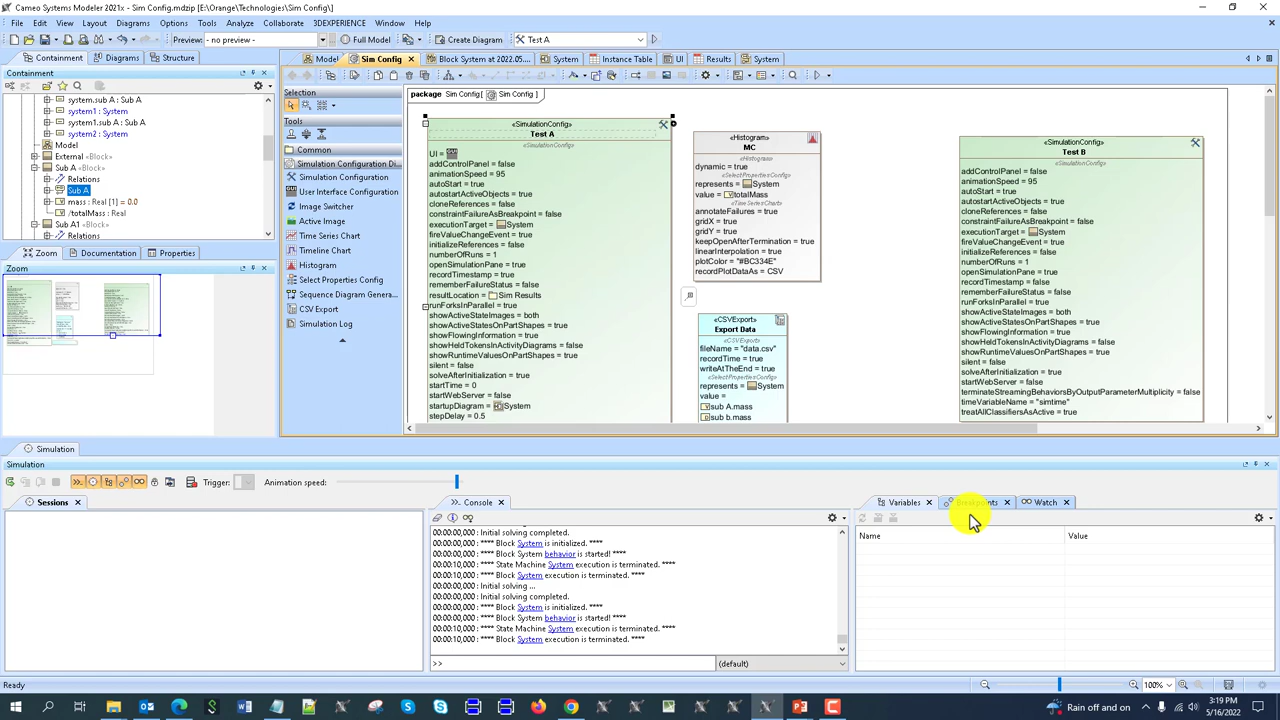 Cameo Systems Modeler 2021x - Sim Config.mdzip [E:\Orange\Technologies\Sim Config\]
File Edit View Layout Diagrams Options Tools Analyze Collaborate 3DEXPERIENCE Window Help
Preview: - no preview - Full Model Create Diagram Test A
Containment Diagrams Structure
Containment
system.sub A : Sub A
system1 : System
system1.sub A : Sub A
system2 : System
Model
External «Block»
Sub A «Block»
Relations
Sub A
mass : Real [1] = 0.0
/totalMass : Real
Sub A1 «Block»
Relations
Zoom Documentation Properties
Zoom
Model Sim Config Block System at 2022.05.... System Instance Table UI Results System
Selection
Tools
Common
Simulation Configuration Di...
Simulation Configuration
User Interface Configuration
Image Switcher
Active Image
Time Series Chart
Timeline Chart
Histogram
Select Properties Config
Sequence Diagram Genera...
CSV Export
Simulation Log
package Sim Config[ Sim Config ]
«SimulationConfig»
Test A
«SimulationConfig»
UI =
addControlPanel = false
animationSpeed = 95
autoStart = true
autostartActiveObjects = true
cloneReferences = false
constraintFailureAsBreakpoint = false
executionTarget = System
fireValueChangeEvent = true
initializeReferences = false
numberOfRuns = 1
openSimulationPane = true
recordTimestamp = true
rememberFailureStatus = false
resultLocation = Sim Results
runForksInParallel = true
showActiveStateImages = both
showActiveStatesOnPartShapes = true
showFlowingInformation = true
showHeldTokensInActivityDiagrams = false
showRuntimeValuesOnPartShapes = true
silent = false
solveAfterInitialization = true
startTime = 0
startWebServer = false
startupDiagram = System
stepDelay = 0.5
«Histogram»
MC
«Histogram»
dynamic = true
«SelectPropertiesConfig»
represents = System
value = totalMass
«TimeSeriesChart»
annotateFailures = true
gridX = true
gridY = true
keepOpenAfterTermination = true
linearInterpolation = true
plotColor = "#BC334E"
recordPlotDataAs = CSV
«CSVExport»
Export Data
«CSVExport»
fileName = "data.csv"
recordTime = true
writeAtTheEnd = true
«SelectPropertiesConfig»
represents = System
value =
sub A.mass
sub b.mass
«SimulationConfig»
Test B
«SimulationConfig»
addControlPanel = false
animationSpeed = 95
autoStart = true
autostartActiveObjects = true
cloneReferences = false
constraintFailureAsBreakpoint = false
executionTarget = System
fireValueChangeEvent = true
initializeReferences = false
numberOfRuns = 1
openSimulationPane = true
recordTimestamp = true
rememberFailureStatus = false
runForksInParallel = true
showActiveStateImages = both
showActiveStatesOnPartShapes = true
showFlowingInformation = true
showHeldTokensInActivityDiagrams = false
showRuntimeValuesOnPartShapes = true
silent = false
solveAfterInitialization = true
startWebServer = false
terminateStreamingBehaviorsByOutputParameterMultiplicity = false
timeVariableName = "simtime"
treatAllClassifiersAsActive = true
Simulation
Simulation
Trigger: Animation speed:
Sessions
Console
00:00:00,000 : Initial solving completed.
00:00:00,000 : **** Block System is initialized. ****
00:00:00,000 : **** Block System behavior is started! ****
00:00:10,000 : **** State Machine System execution is terminated. ****
00:00:10,000 : **** Block System execution is terminated. ****
00:00:00,000 : Initial solving ...
00:00:00,000 : Initial solving completed.
00:00:00,000 : **** Block System is initialized. ****
00:00:00,000 : **** Block System behavior is started! ****
00:00:10,000 : **** State Machine System execution is terminated. ****
00:00:10,000 : **** Block System execution is terminated. ****
>> (default)
Variables Breakpoints Watch
Name Value
Ready 100%
Rain off and on 3:19 PM
5/16/2022